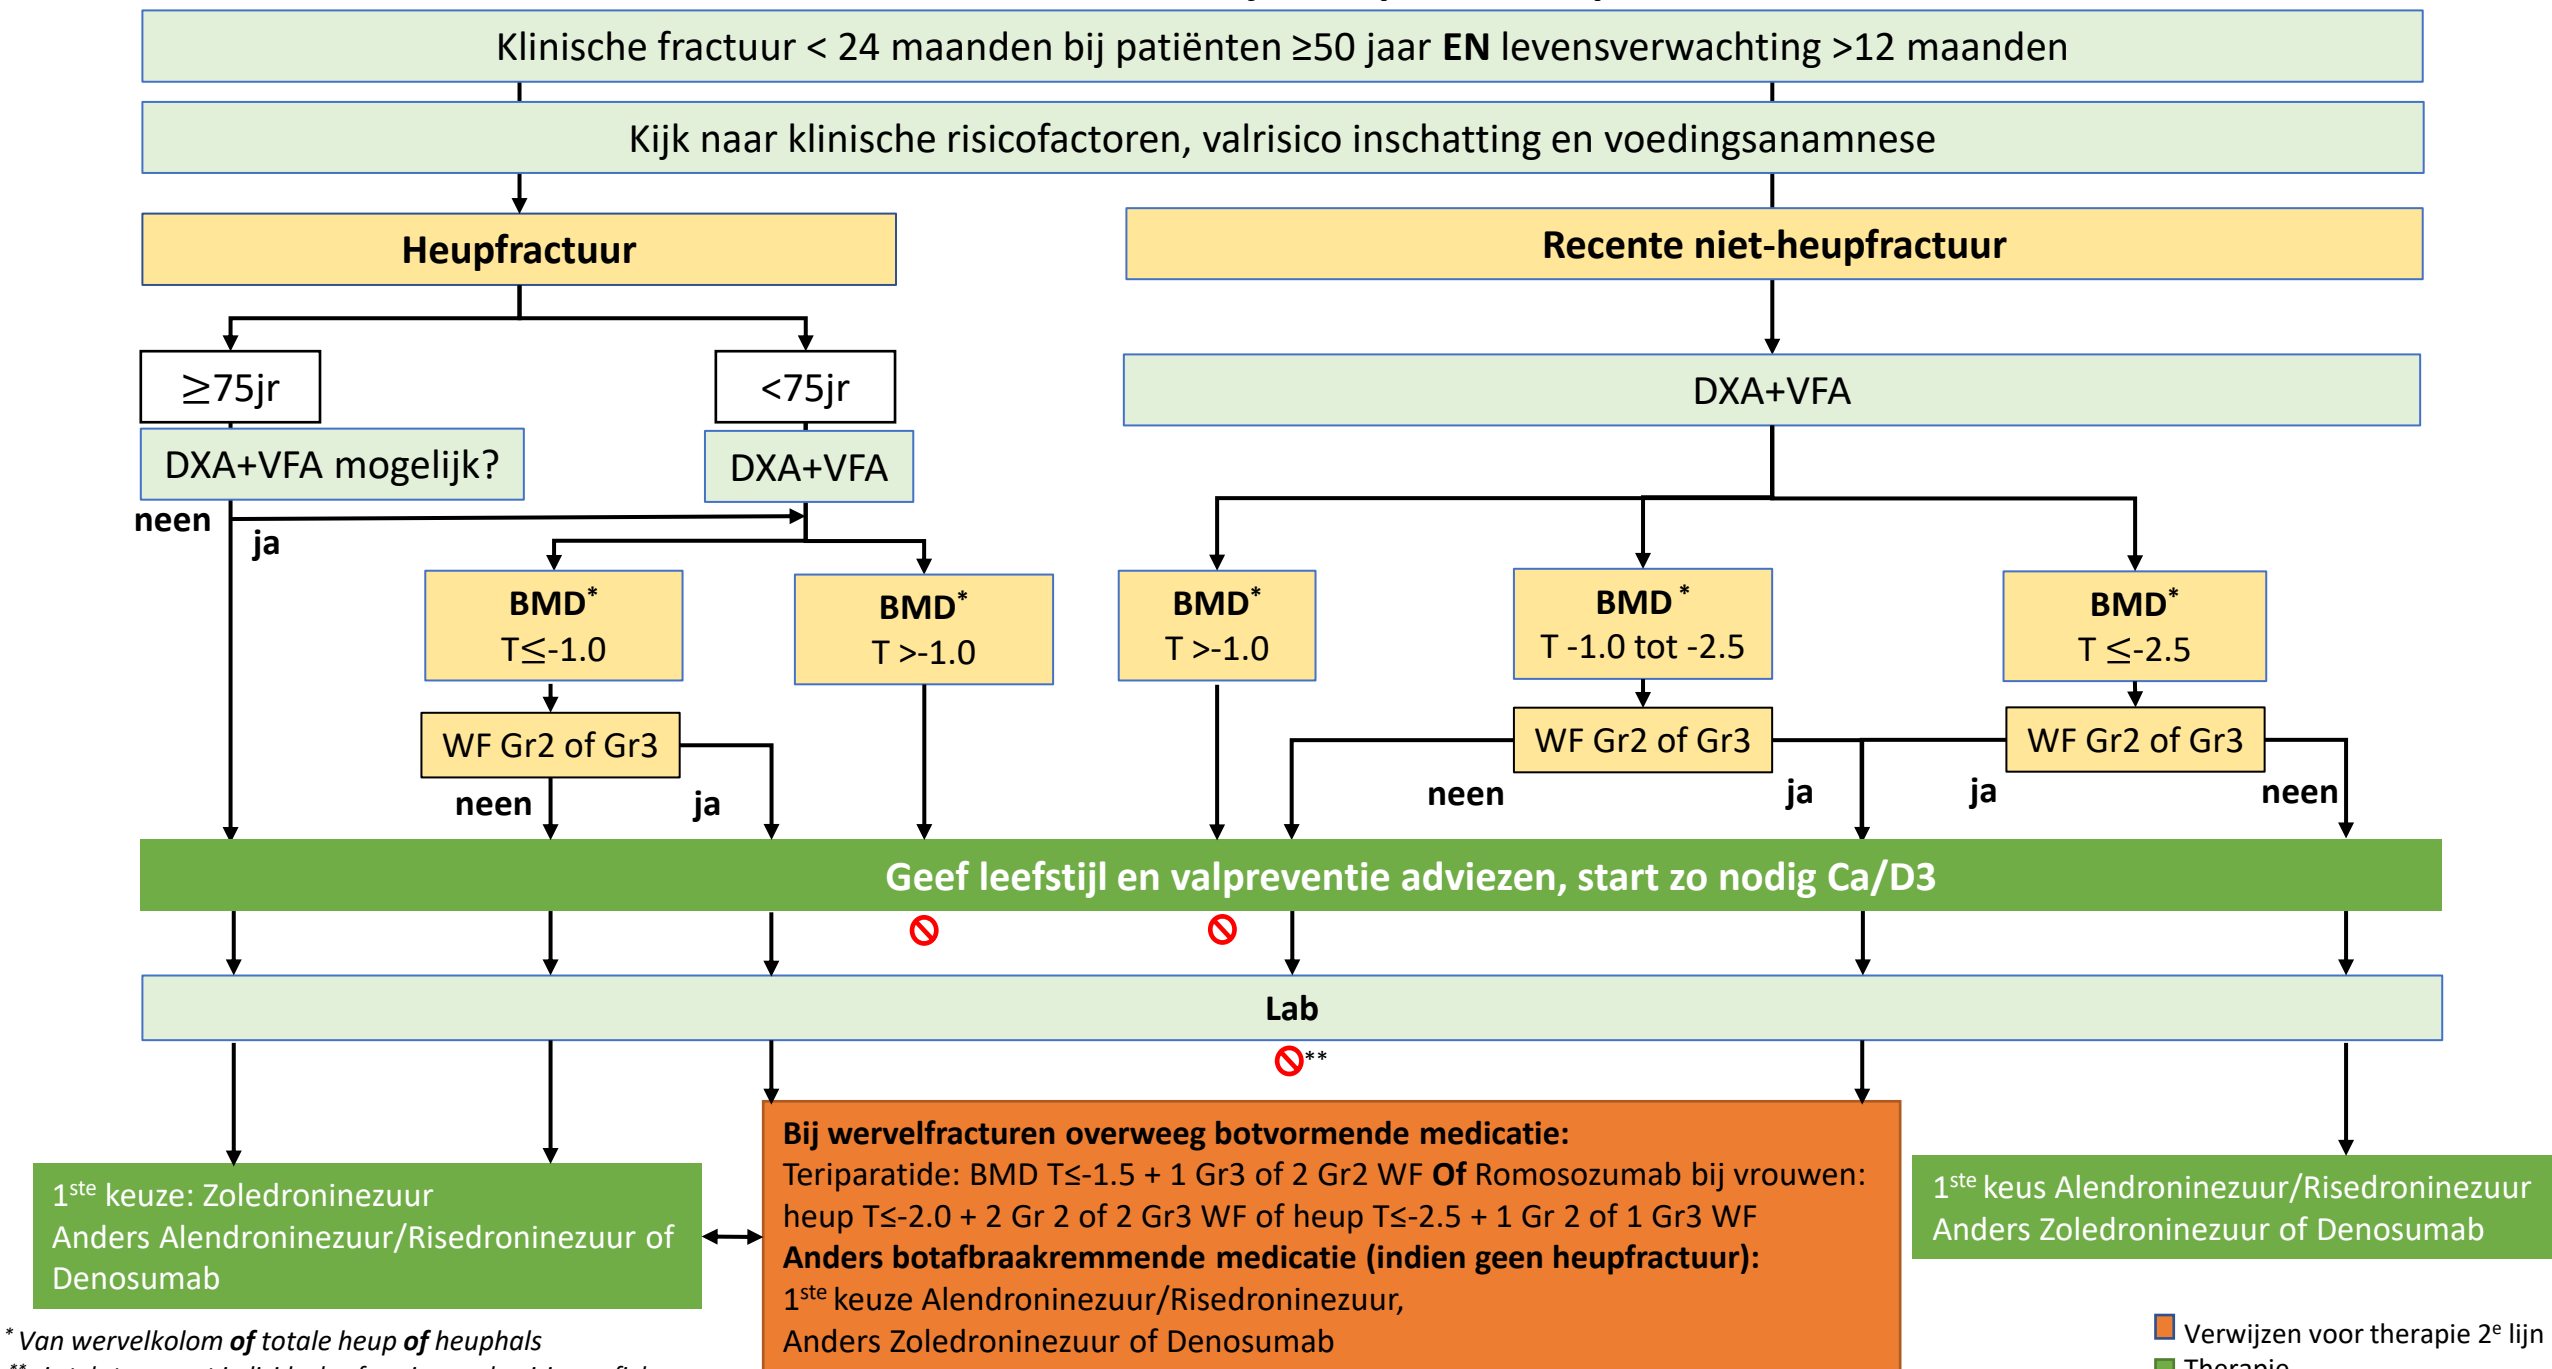 Klinische fractuur < 24 maanden bij patiënten ≥50 jaar EN levensverwachting >12 maanden
Kijk naar klinische risicofactoren, valrisico inschatting en voedingsanamnese
Heupfractuur
Recente niet-heupfractuur
≥75jr
<75jr
DXA+VFA
DXA+VFA mogelijk?
DXA+VFA
neen
ja
BMD*
T≤-1.0
BMD*
T >-1.0
BMD*
T >-1.0
BMD *
T -1.0 tot -2.5
BMD*
T ≤-2.5
WF Gr2 of Gr3
WF Gr2 of Gr3
WF Gr2 of Gr3
neen
ja
neen
ja
ja
neen
Geef leefstijl en valpreventie adviezen, start zo nodig Ca/D3
Lab
**
1ste keuze: Zoledroninezuur
Anders Alendroninezuur/Risedroninezuur of
Denosumab
Bij wervelfracturen overweeg botvormende medicatie:
Teriparatide: BMD T≤-1.5 + 1 Gr3 of 2 Gr2 WF Of Romosozumab bij vrouwen:
heup T≤-2.0 + 2 Gr 2 of 2 Gr3 WF of heup T≤-2.5 + 1 Gr 2 of 1 Gr3 WF
Anders botafbraakremmende medicatie (indien geen heupfractuur):
1ste keuze Alendroninezuur/Risedroninezuur,
Anders Zoledroninezuur of Denosumab
1ste keus Alendroninezuur/Risedroninezuur
Anders Zoledroninezuur of Denosumab
* Van wervelkolom of totale heup of heuphals
Verwijzen voor therapie 2e lijn
Therapie